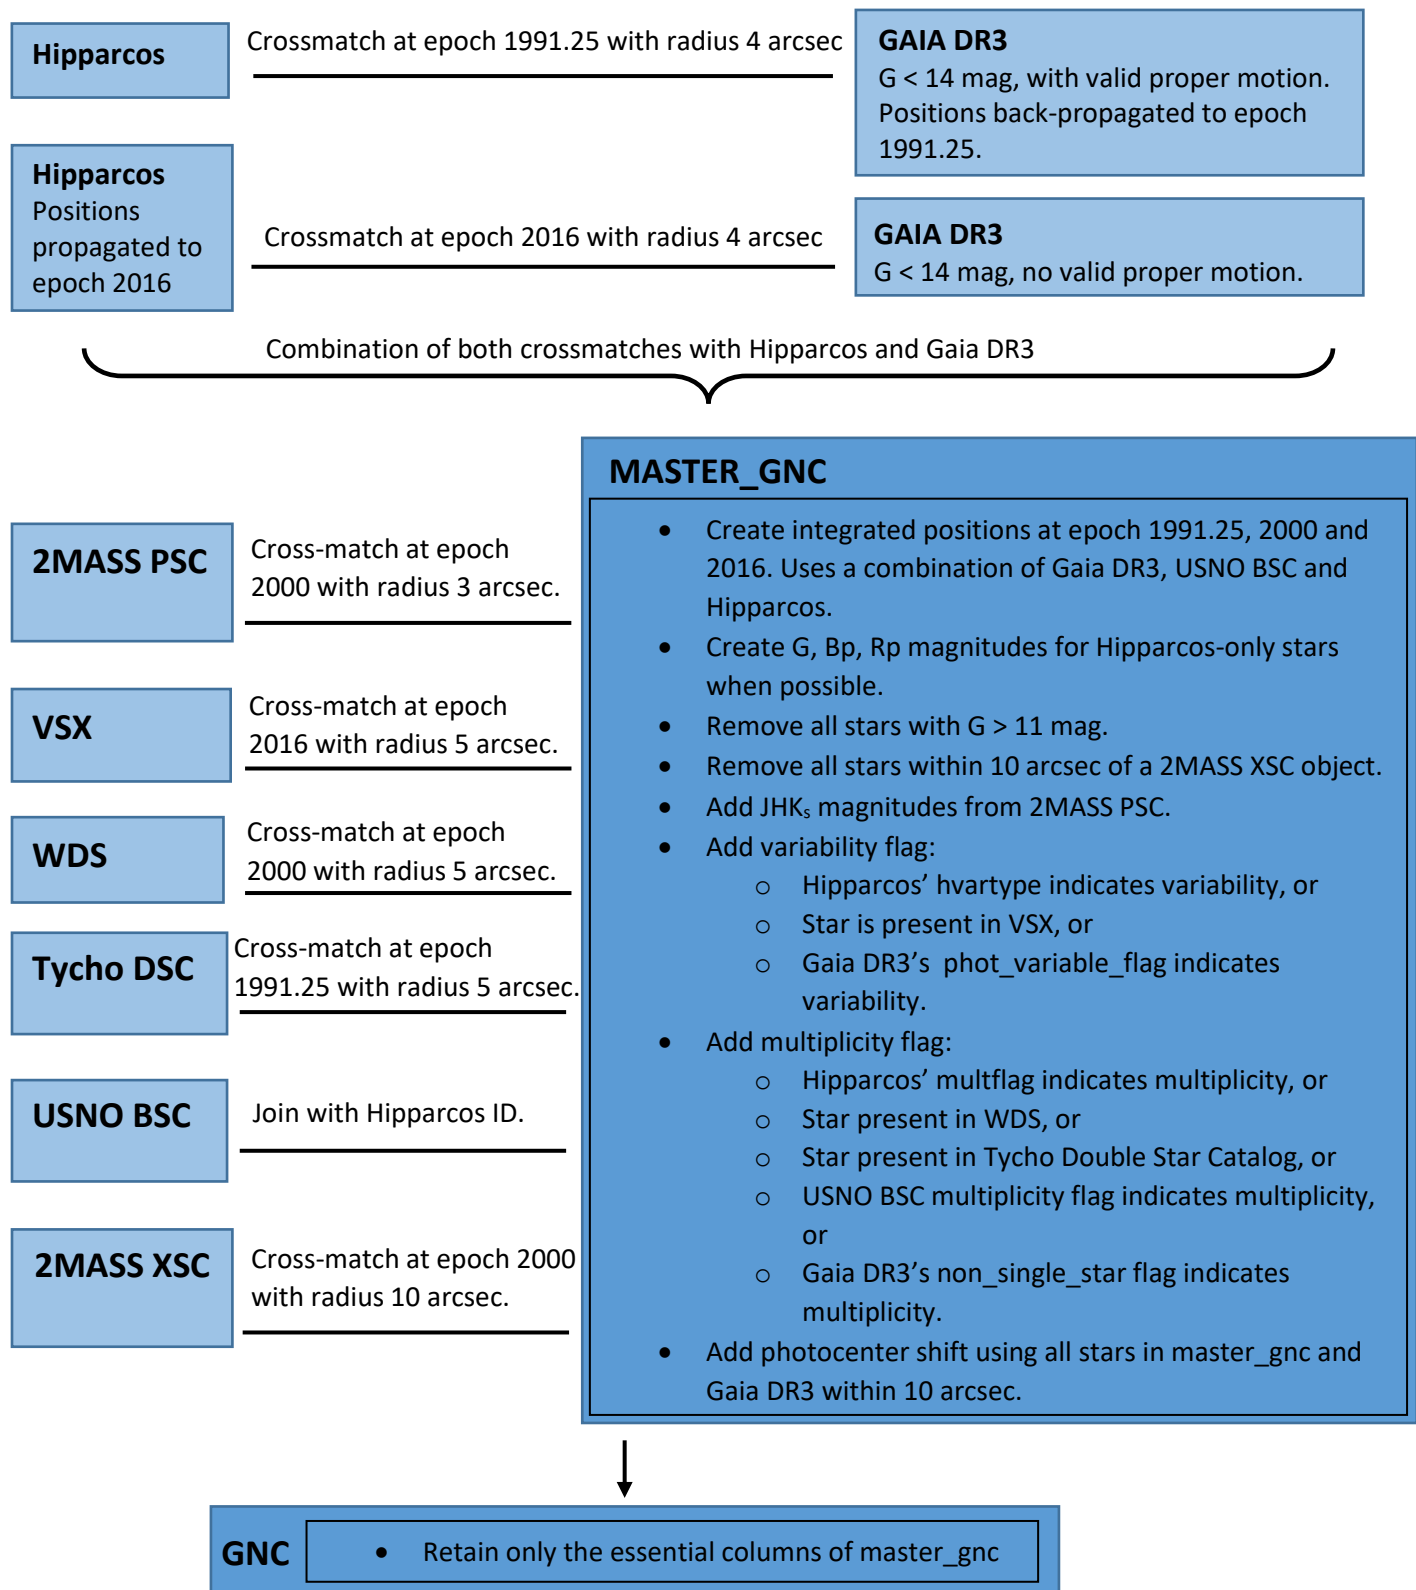 Hipparcos
Crossmatch at epoch 1991.25 with radius 4 arcsec
GAIA DR3
G < 14 mag, with valid proper motion.
Positions back-propagated to epoch
1991.25.
Hipparcos
Positions
propagated to
epoch 2016
Crossmatch at epoch 2016 with radius 4 arcsec
GAIA DR3
G < 14 mag, no valid proper motion.
Combination of both crossmatches with Hipparcos and Gaia DR3
2MASS PSC
Cross-match at epoch
2000 with radius 3 arcsec.
VSX
Cross-match at epoch
2016 with radius 5 arcsec.
WDS
Cross-match at epoch
2000 with radius 5 arcsec.
Tycho DSC
Cross-match at epoch
1991.25 with radius 5 arcsec.
USNO BSC
Join with Hipparcos ID.
2MASS XSC
Cross-match at epoch 2000
with radius 10 arcsec.
MASTER_GNC
• Create integrated positions at epoch 1991.25, 2000 and
2016. Uses a combination of Gaia DR3, USNO BSC and
Hipparcos.
• Create G, Bp, Rp magnitudes for Hipparcos-only stars
when possible.
• Remove all stars with G > 11 mag.
• Remove all stars within 10 arcsec of a 2MASS XSC object.
• Add JHKs magnitudes from 2MASS PSC.
• Add variability flag:
o Hipparcos’ hvartype indicates variability, or
o Star is present in VSX, or
o Gaia DR3’s phot_variable_flag indicates
variability.
• Add multiplicity flag:
o Hipparcos’ multflag indicates multiplicity, or
o Star present in WDS, or
o Star present in Tycho Double Star Catalog, or
o USNO BSC multiplicity flag indicates multiplicity,
or
o Gaia DR3’s non_single_star flag indicates
multiplicity.
• Add photocenter shift using all stars in master_gnc and
Gaia DR3 within 10 arcsec.
GNC
• Retain only the essential columns of master_gnc